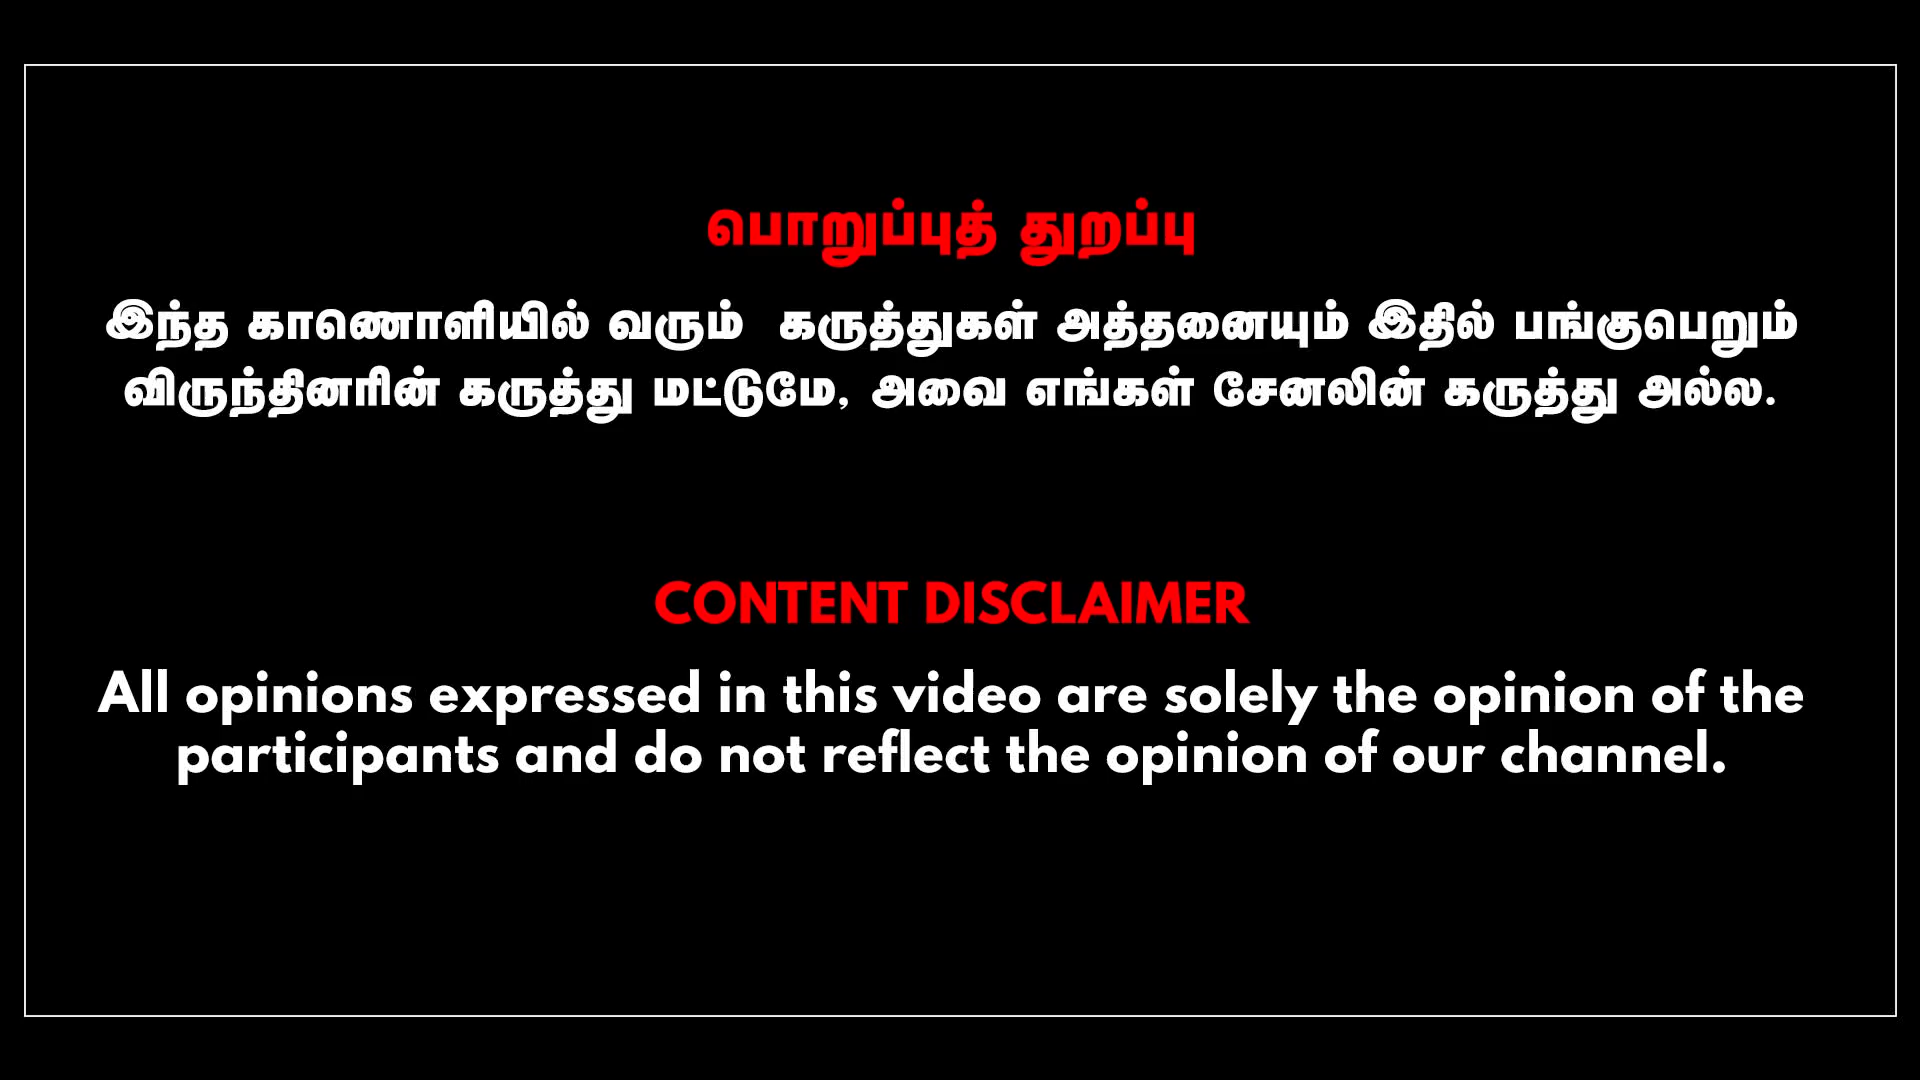 பொறுப்புத் துறப்பு
இந்த காணொளியில் வரும் கருத்துகள் அத்தனையும் இதில் பங்குபெறும்
விருந்தினரின் கருத்து மட்டுமே, அவை எங்கள் சேனலின் கருத்து அல்ல.
CONTENT DISCLAIMER
All opinions expressed in this video are solely the opinion of the
participants and do not reflect the opinion of our channel.